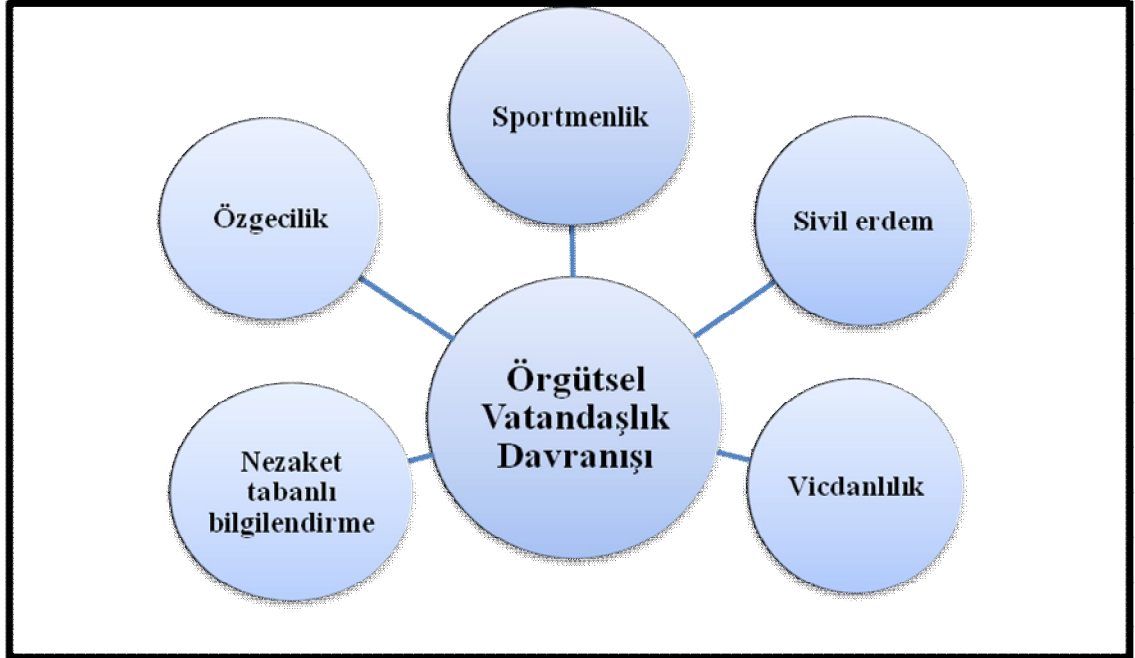 Sportmenlik
Özgecilik
Sivil erdem
Örgütsel
Vatandaşlık
Davranışı
Nezaket
tabanlı
bilgilendirme
Vicdanlılık